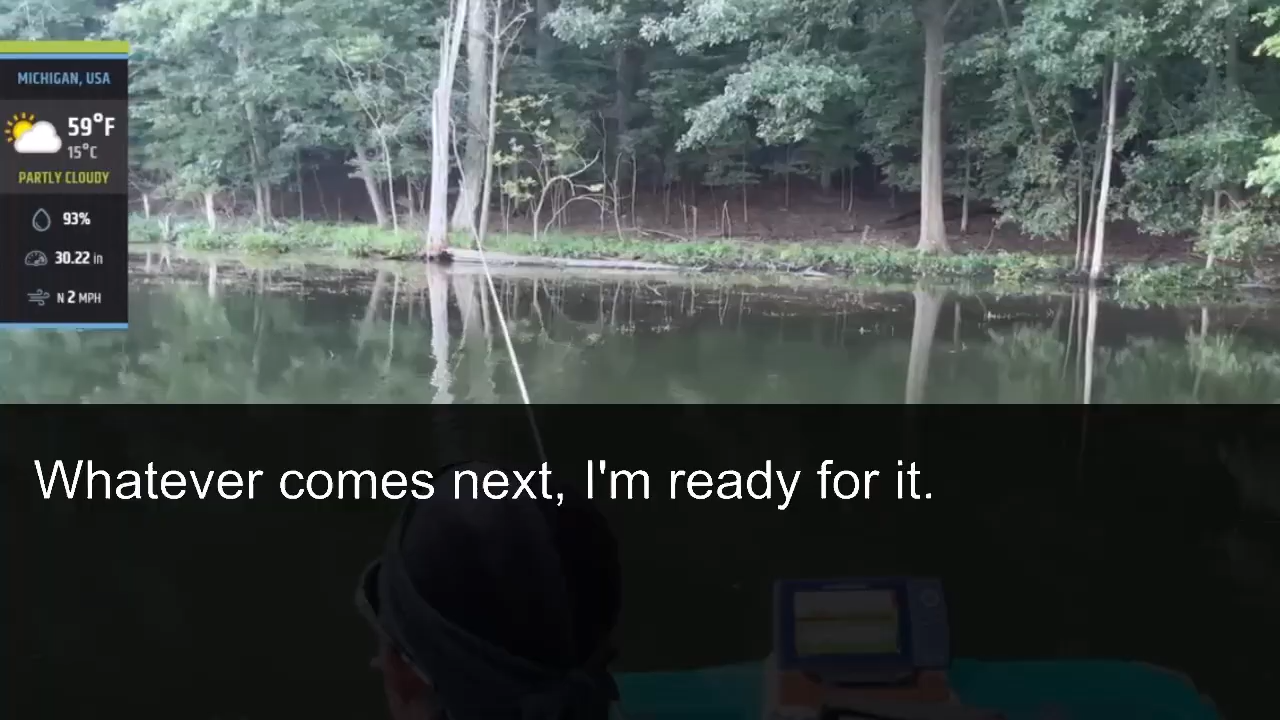 MICHIGAN, USA
59°F
15°C
PARTLY CLOUDY
93%
30.22 in
N 2 MPH
Whatever comes next, I'm ready for it.